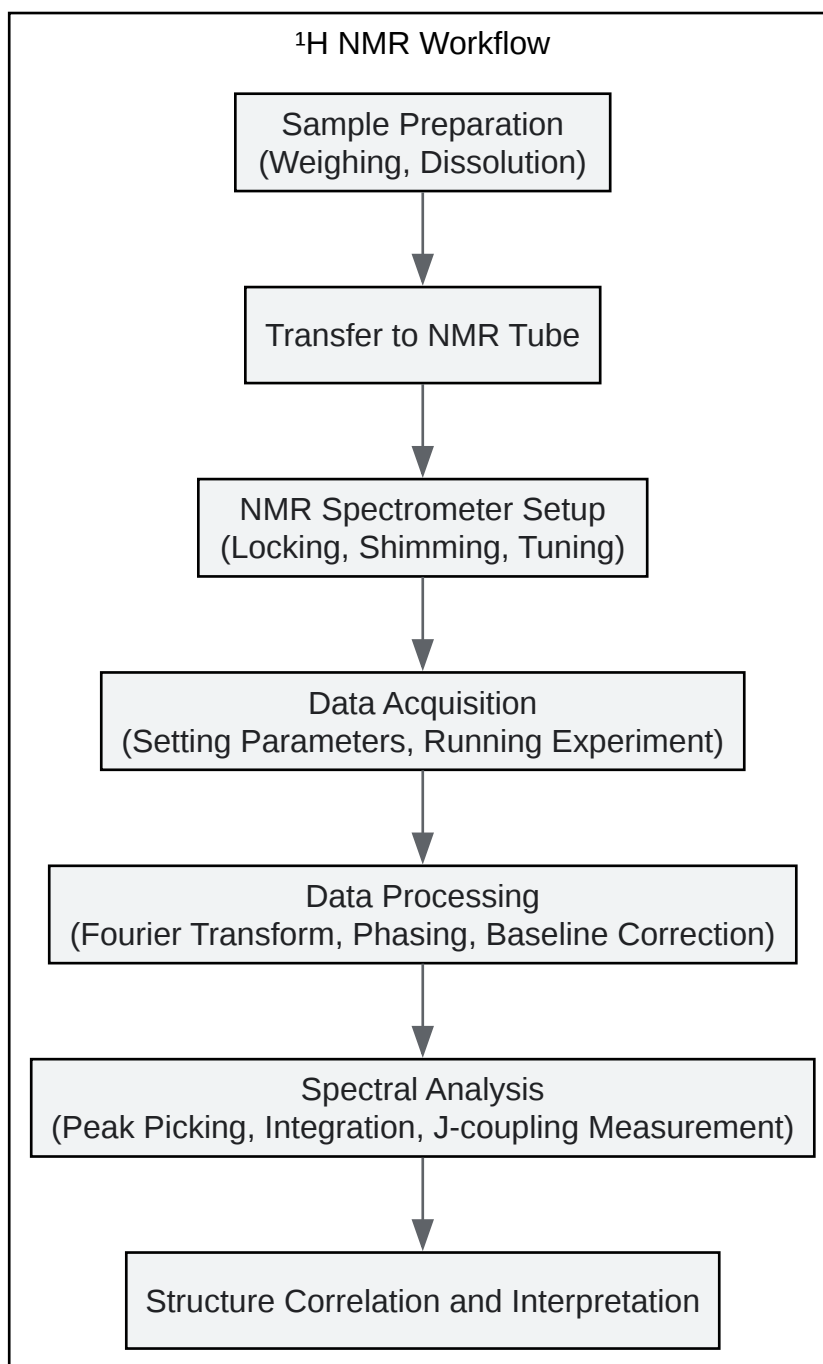 ¹H NMR Workflow
Sample Preparation
(Weighing, Dissolution)
Transfer to NMR Tube
NMR Spectrometer Setup
(Locking, Shimming, Tuning)
Data Acquisition
(Setting Parameters, Running Experiment)
Data Processing
(Fourier Transform, Phasing, Baseline Correction)
Spectral Analysis
(Peak Picking, Integration, J-coupling Measurement)
Structure Correlation and Interpretation